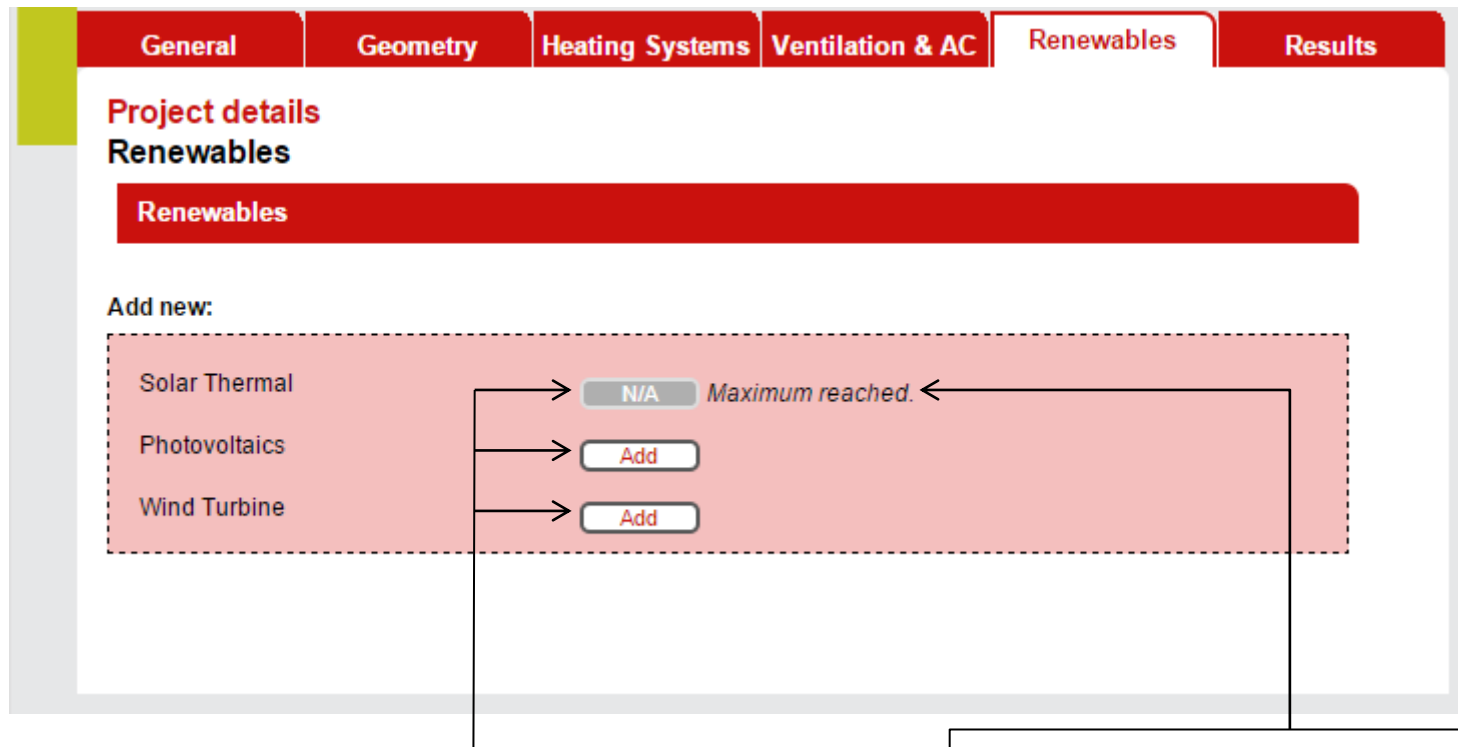 General Geometry Heating Systems Ventilation & AC Renewables Results
Project details
Renewables
Renewables
Add new:
Solar Thermal N/A Maximum reached.
Photovoltaics Add
Wind Turbine Add